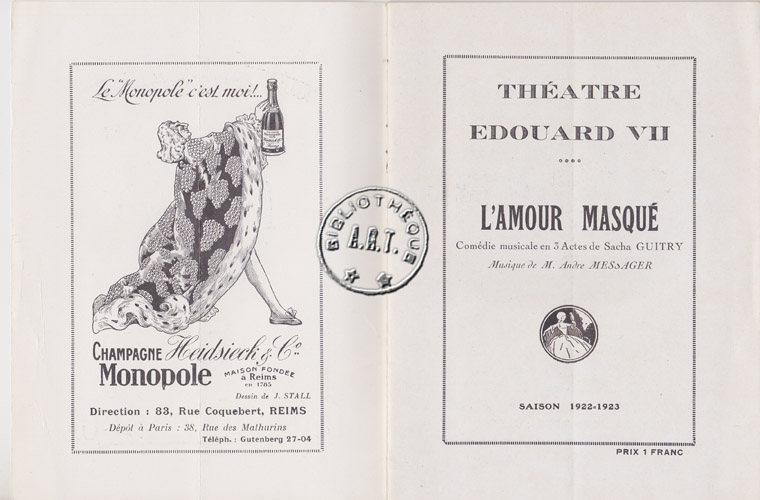 Le "Monopole" c'est moi!...
CHAMPAGNE Heidsieck & Cº
Monopole
MAISON FONDÉE
a Reims
en 1785
Dessin de J. STALL
Direction : 83, Rue Coquebert, REIMS
Dépôt à Paris : 38, Rue des Mathurins
Téléph. : Gutenberg 27-04
BIBLIOTHÈQUE
A.R.T.
THÉATRE
EDOUARD VII
L'AMOUR MASQUÉ
Comédie musicale en 3 Actes de Sacha GUITRY
Musique de M. Andre MESSAGER
SAISON 1922-1923
PRIX 1 FRANC